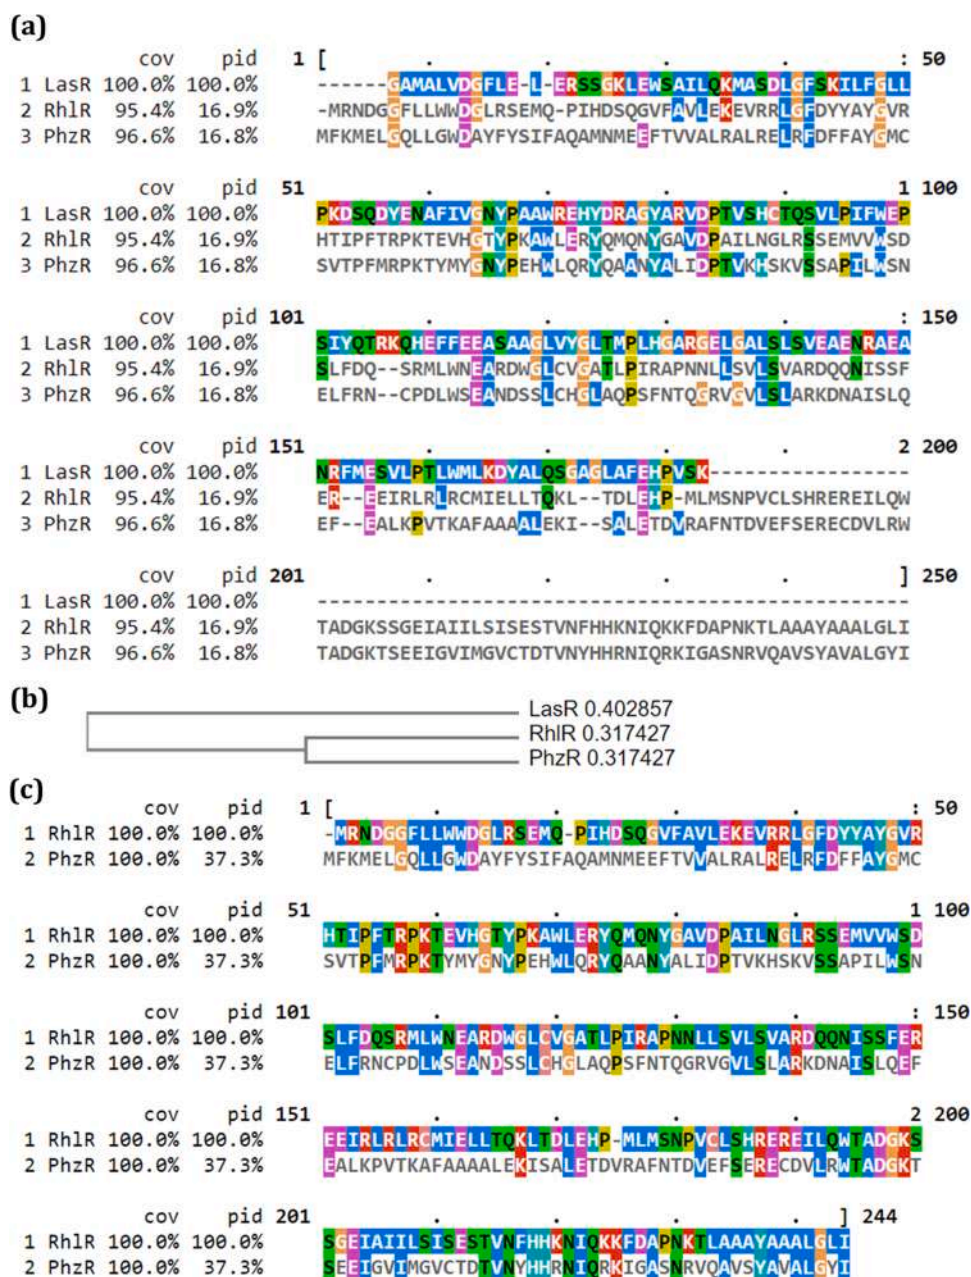 (a)
cov pid 1 [ . . . . : 50
1 LasR 100.0% 100.0% ------GAMALVDGFLE-L-ERSSGKLEWSAILQKMASDLGFSKILFGLL
2 RhlR 95.4% 16.9% -MRNDGGFLLWWDGLRSEMQ-PIHDSQGVFAVLEKEVRRLGFDYYAYGVR
3 PhzR 96.6% 16.8% MFKMELGQLLGWDAYFYSIFAQAMNMEEFTVVALRALRELRFDFFAYGMC
cov pid 51 . . . . 1 100
1 LasR 100.0% 100.0% PKDSQDYENAFIVGNYPAAWREHYDRAGYARVDPTVSHCTQSVLPIFWEP
2 RhlR 95.4% 16.9% HTIPFTRPKTEVHGTYPKAWLERYQMQNYGAVDPAILNGLRSSEMVVWSD
3 PhzR 96.6% 16.8% SVTPFMRPKTYMYGNYPEHWLQRYQAANYALIDPTVKHSKVSSAPILWSN
cov pid 101 . . . . : 150
1 LasR 100.0% 100.0% SIYQTRKQHEFFEEASAAGLVYGLTMPLHGARGELGALSLSVEAENRAEA
2 RhlR 95.4% 16.9% SLFDQ--SRMLWNEARDWGLCVGATLPIRAPNNLLSVLSVARDQQNISSF
3 PhzR 96.6% 16.8% ELFRN--CPDLWSEANDSSLCHGLAQPSFNTQGRVGVLSLARKDNAISLQ
cov pid 151 . . . . 2 200
1 LasR 100.0% 100.0% NRFMESVLPTLWMLKDYALQSGAGLAFEHPVSK-----------------
2 RhlR 95.4% 16.9% ER--EEIRLRLRCMIELLTQKL--TDLEHP-MLMSNPVCLSHREREILQW
3 PhzR 96.6% 16.8% EF--EALKPVTKAFAAAALEKI--SALETDVRAFNTDVEFSERECDVLRW
cov pid 201 . . . . ] 250
1 LasR 100.0% 100.0% --------------------------------------------------
2 RhlR 95.4% 16.9% TADGKSSGEIAIILSISESTVNFHHKNIQKKFDAPNKTLAAAYAAALGLI
3 PhzR 96.6% 16.8% TADGKTSEEIGVIMGVCTDTVNYHHRNIQRKIGASNRVQAVSYAVALGYI
(b)
LasR 0.402857
RhlR 0.317427
PhzR 0.317427
(c)
cov pid 1 [ . . . . : 50
1 RhlR 100.0% 100.0% -MRNDGGFLLWWDGLRSEMQ-PIHDSQGVFAVLEKEVRRLGFDYYAYGVR
2 PhzR 100.0% 37.3% MFKMELGQLLGWDAYFYSIFAQAMNMEEFTVVALRALRELRFDFFAYGMC
cov pid 51 . . . . 1 100
1 RhlR 100.0% 100.0% HTIPFTRPKTEVHGTYPKAWLERYQMQNYGAVDPAILNGLRSSEMVVWSD
2 PhzR 100.0% 37.3% SVTPFMRPKTYMYGNYPEHWLQRYQAANYALIDPTVKHSKVSSAPILWSN
cov pid 101 . . . . : 150
1 RhlR 100.0% 100.0% SLFDQSRMLWNEARDWGLCVGATLPIRAPNNLLSVLSVARDQQNISSFER
2 PhzR 100.0% 37.3% ELFRNCPDLWSEANDSSLCHGLAQPSFNTQGRVGVLSLARKDNAISLQEF
cov pid 151 . . . . 2 200
1 RhlR 100.0% 100.0% EEIRLRLRCMIELLTQKLTDLEHP-MLMSNPVCLSHREREILQWTADGKS
2 PhzR 100.0% 37.3% EALKPVTKAFAAAALEKISALETDVRAFNTDVEFSERECDVLRWTADGKT
cov pid 201 . . . . ] 244
1 RhlR 100.0% 100.0% SGEIAIILSISESTVNFHHKNIQKKFDAPNKTLAAAYAAALGLI
2 PhzR 100.0% 37.3% SEEIGVIMGVCTDTVNYHHRNIQRKIGASNRVQAVSYAVALGYI